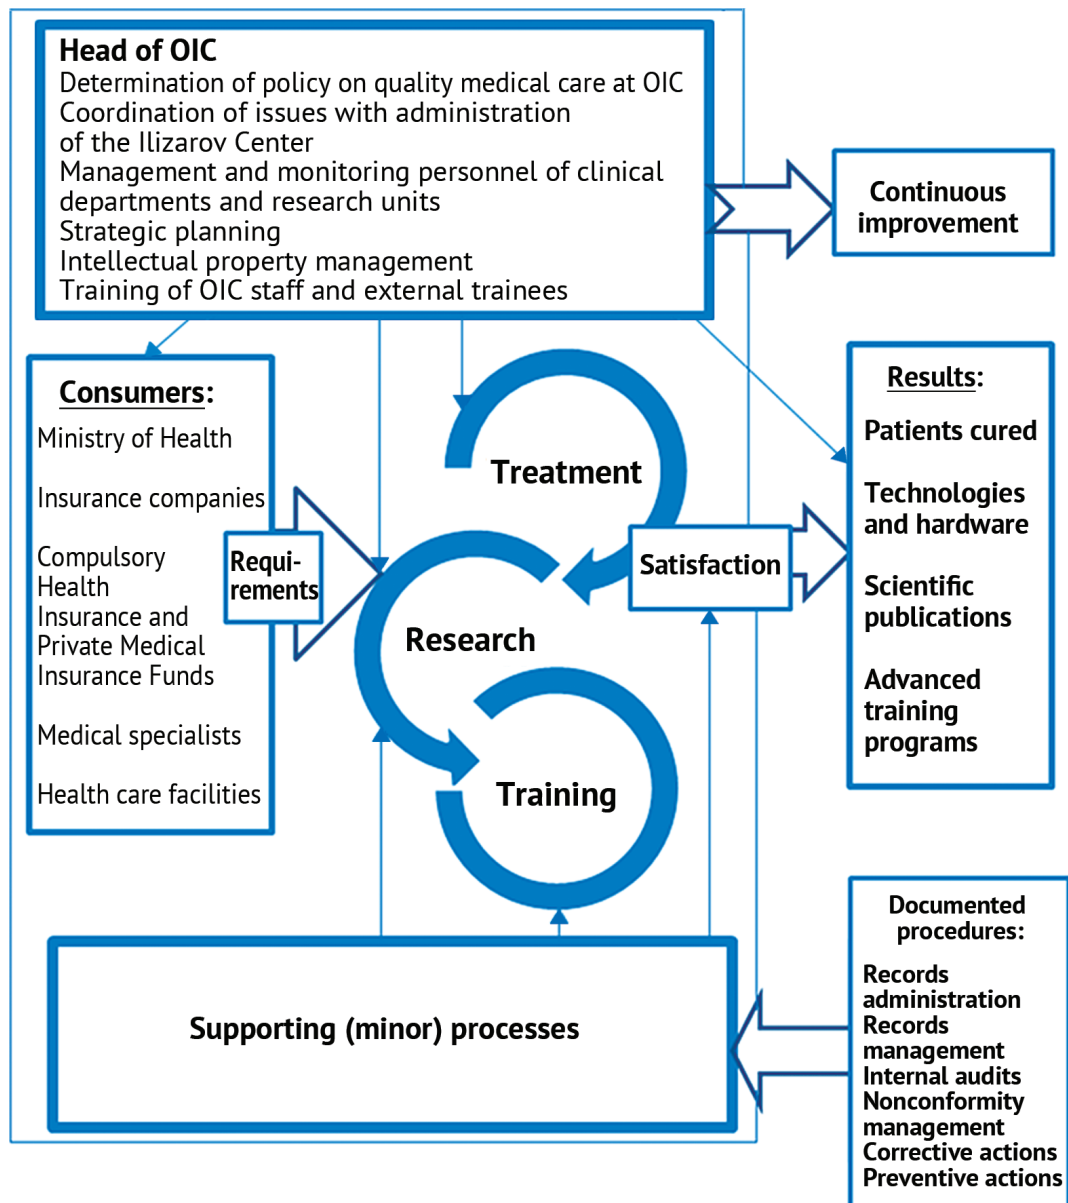 Head of OIC
Determination of policy on quality medical care at OIC
Coordination of issues with administration
of the Ilizarov Center
Management and monitoring personnel of clinical
departments and research units
Strategic planning
Intellectual property management
Training of OIC staff and external trainees
Continuous
improvement
Consumers:
Ministry of Health
Insurance companies
Compulsory
Health
Insurance and
Private Medical
Insurance Funds
Medical specialists
Health care facilities
Requi-
rements
Treatment
Research
Training
Satisfaction
Results:
Patients cured
Technologies
and hardware
Scientific
publications
Advanced
training
programs
Supporting (minor) processes
Documented
procedures:
Records
administration
Records
management
Internal audits
Nonconformity
management
Corrective actions
Preventive actions